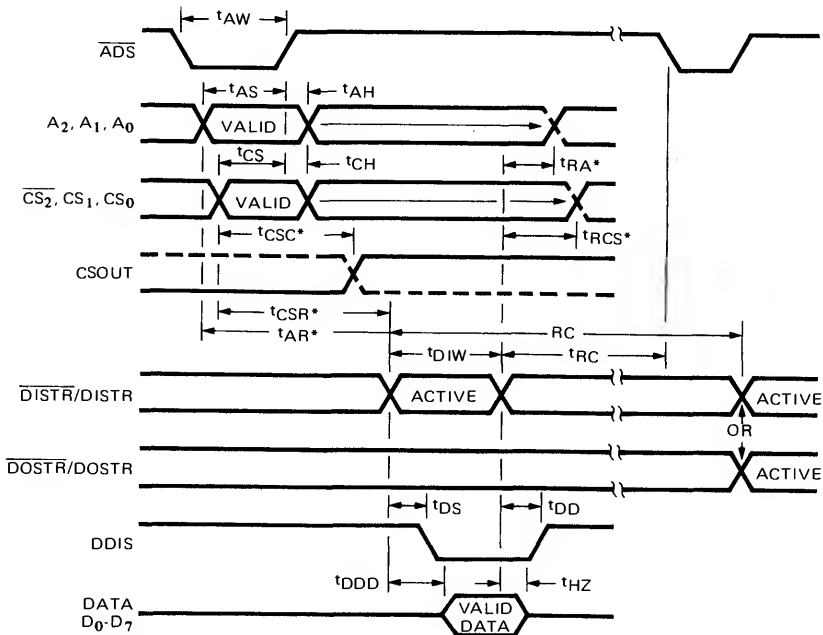 tAW
ADS
tAS
tAH
A2, A1, A0
VALID
tCS
tCH
tRA*
CS2, CS1, CS0
VALID
tCSC*
tRCS*
CSOUT
tCSR*
tAR*
RC
tDIW
tRC
DISTR/DISTR
ACTIVE
ACTIVE
OR
DOSTR/DOSTR
ACTIVE
tDS
tDD
DDIS
tDDD
tHZ
DATA
D0-D7
VALID
DATA